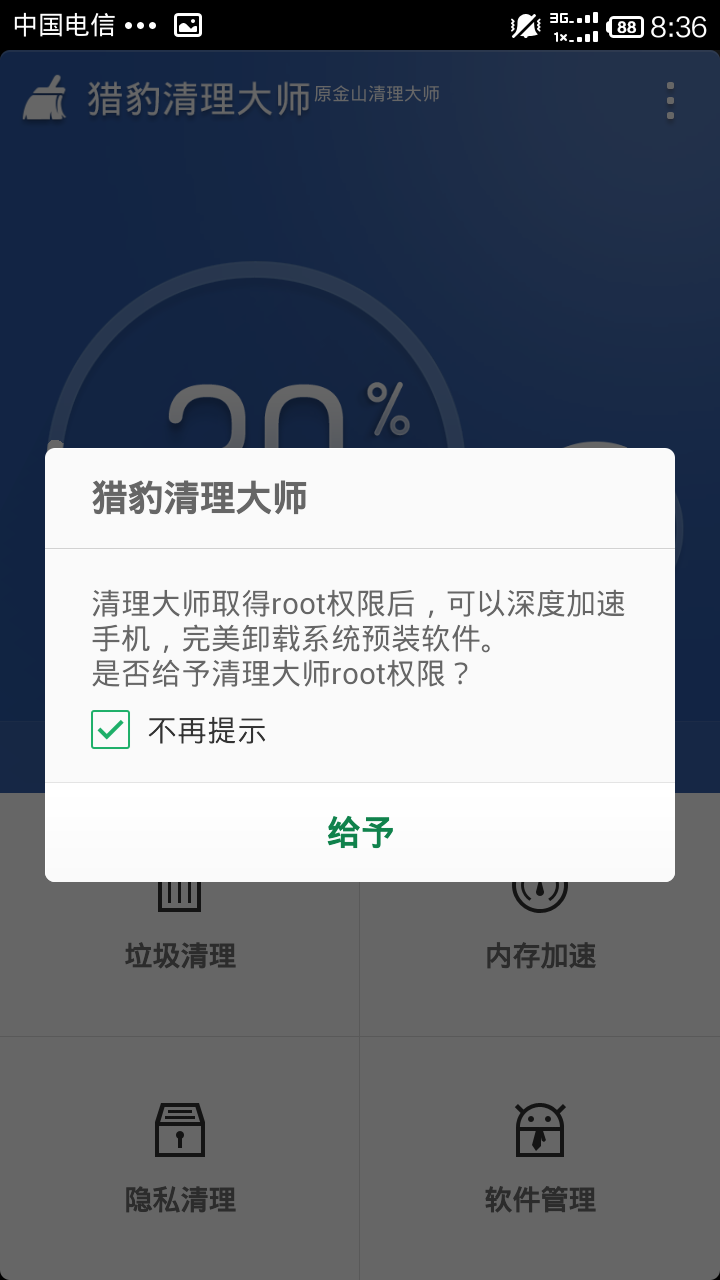 中国电信 ••• 3G 1× 88 8:36
猎豹清理大师 原金山清理大师
%
猎豹清理大师
清理大师取得root权限后，可以深度加速
手机，完美卸载系统预装软件。
是否给予清理大师root权限？
不再提示
给予
垃圾清理 内存加速
隐私清理 软件管理